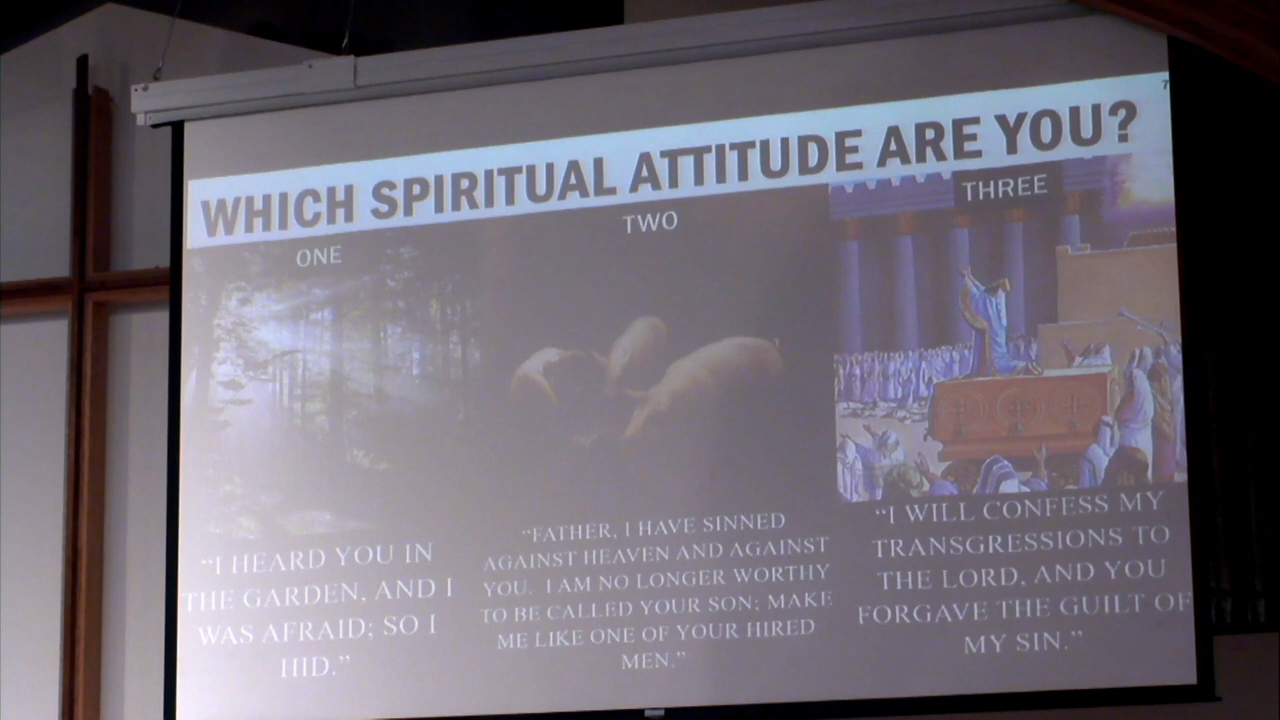 7
WHICH SPIRITUAL ATTITUDE ARE YOU?
ONE
"I HEARD YOU IN
THE GARDEN, AND I
WAS AFRAID; SO I
HID."
TWO
"FATHER, I HAVE SINNED
AGAINST HEAVEN AND AGAINST
YOU. I AM NO LONGER WORTHY
TO BE CALLED YOUR SON; MAKE
ME LIKE ONE OF YOUR HIRED
MEN."
THREE
"I WILL CONFESS MY
TRANSGRESSIONS TO
THE LORD, AND YOU
FORGAVE THE GUILT OF
MY SIN."